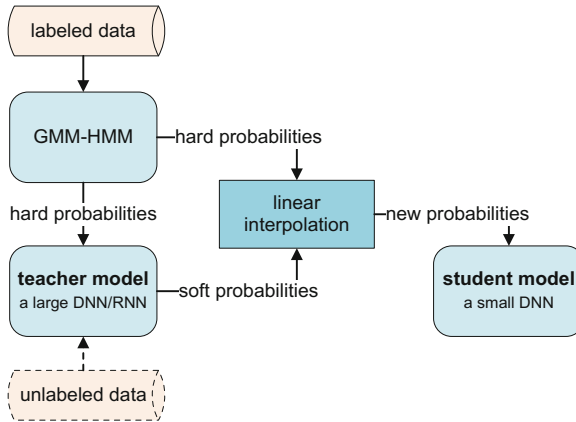 labeled data
GMM-HMM
hard probabilities
linear
interpolation
hard probabilities
new probabilities
teacher model
a large DNN/RNN
soft probabilities
student model
a small DNN
unlabeled data